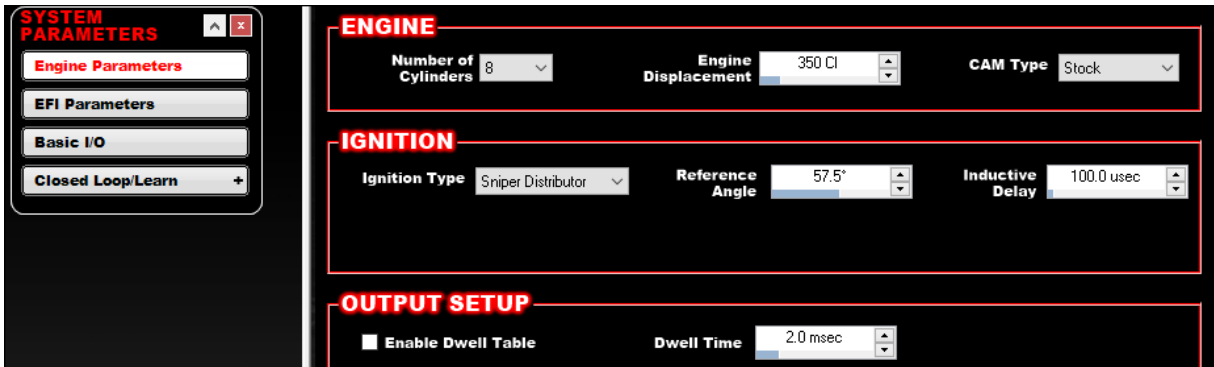 SYSTEM
PARAMETERS
Engine Parameters
EFI Parameters
Basic I/O
Closed Loop/Learn +
ENGINE
Number of
Cylinders 8
Engine
Displacement 350 CI
CAM Type Stock
IGNITION
Ignition Type Sniper Distributor
Reference
Angle 57.5°
Inductive
Delay 100.0 usec
OUTPUT SETUP
Enable Dwell Table
Dwell Time 2.0 msec